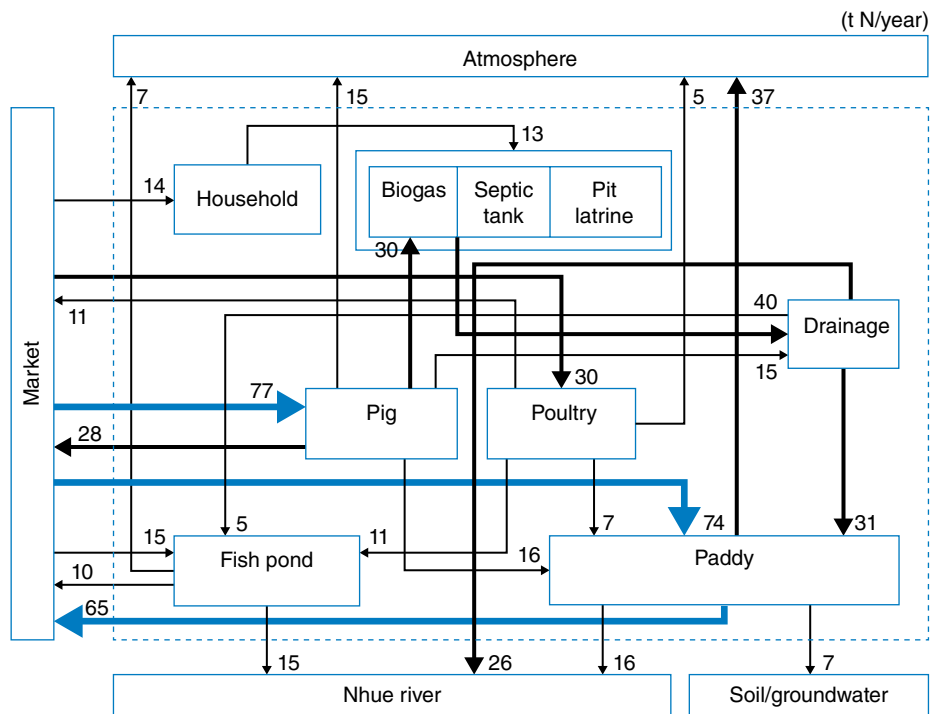 (t N/year)
Atmosphere
7
15
5
37
13
14
Household
Biogas
Septic
tank
Pit
latrine
30
11
40
Drainage
15
Market
77
30
Pig
Poultry
28
15
5
11
7
74
31
Fish pond
16
Paddy
10
65
15
26
16
7
Nhue river
Soil/groundwater